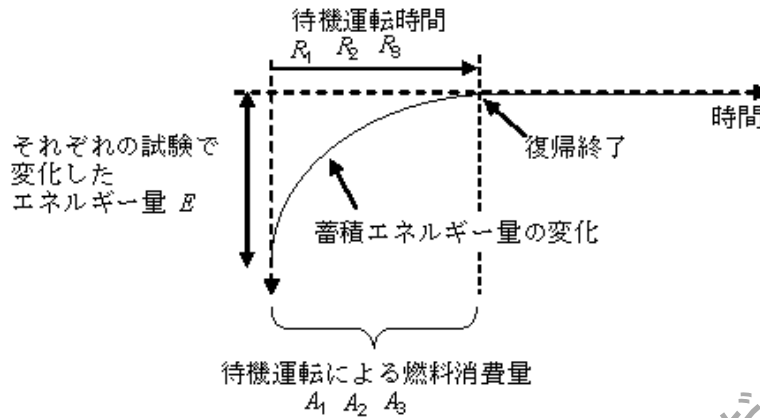 待機運転時間
R₁ R₂ R₃
時間
それぞれの試験で
変化した
エネルギー量 E
復帰終了
蓄積エネルギー量の変化
待機運転による燃料消費量
A₁ A₂ A₃